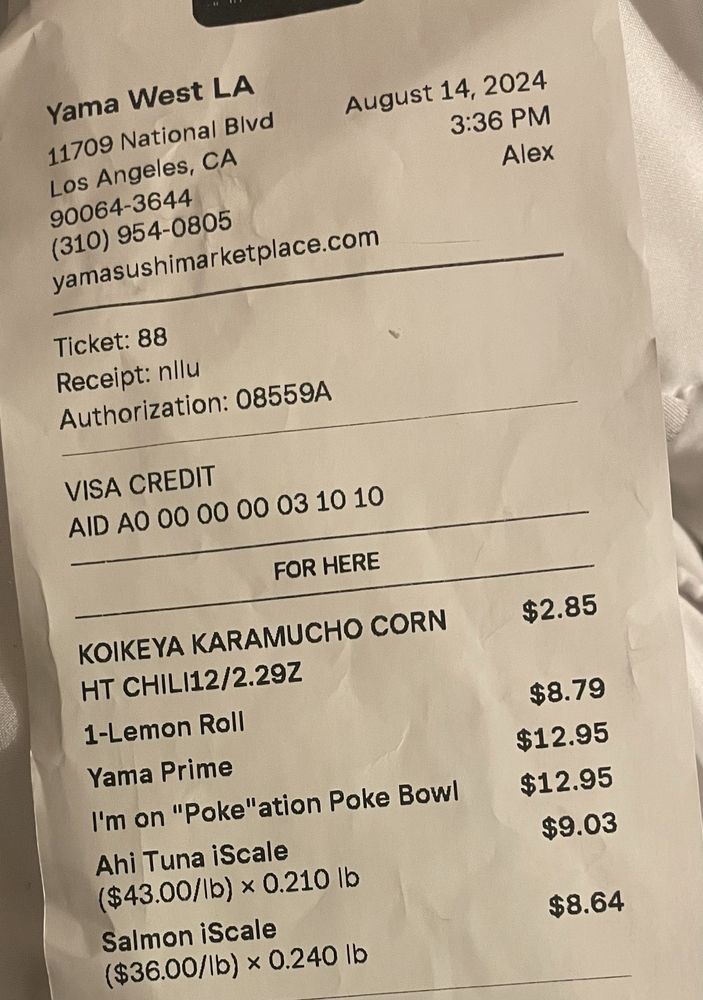 Yama West LA
11709 National Blvd
Los Angeles, CA
90064-3644
(310) 954-0805
yamasushimarketplace.com
August 14, 2024
3:36 PM
Alex
Ticket: 88
Receipt: nllu
Authorization: 08559A
VISA CREDIT
AID A0 00 00 00 03 10 10
FOR HERE
KOIKEYA KARAMUCHO CORN $2.85
HT CHILI12/2.29Z
1-Lemon Roll $8.79
Yama Prime $12.95
I'm on "Poke"ation Poke Bowl $12.95
Ahi Tuna iScale $9.03
($43.00/lb) × 0.210 lb
Salmon iScale $8.64
($36.00/lb) × 0.240 lb